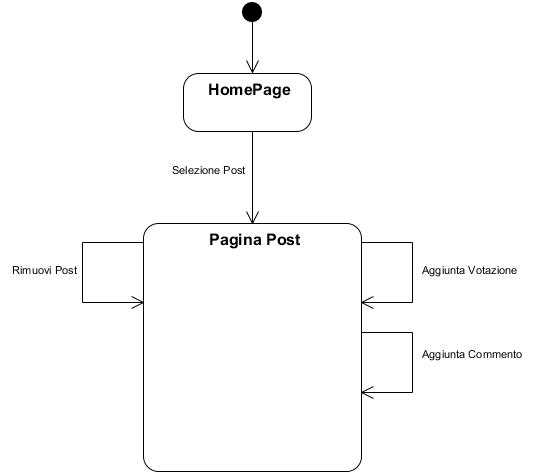 HomePage
Selezione Post
Pagina Post
Rimuovi Post
Aggiunta Votazione
Aggiunta Commento